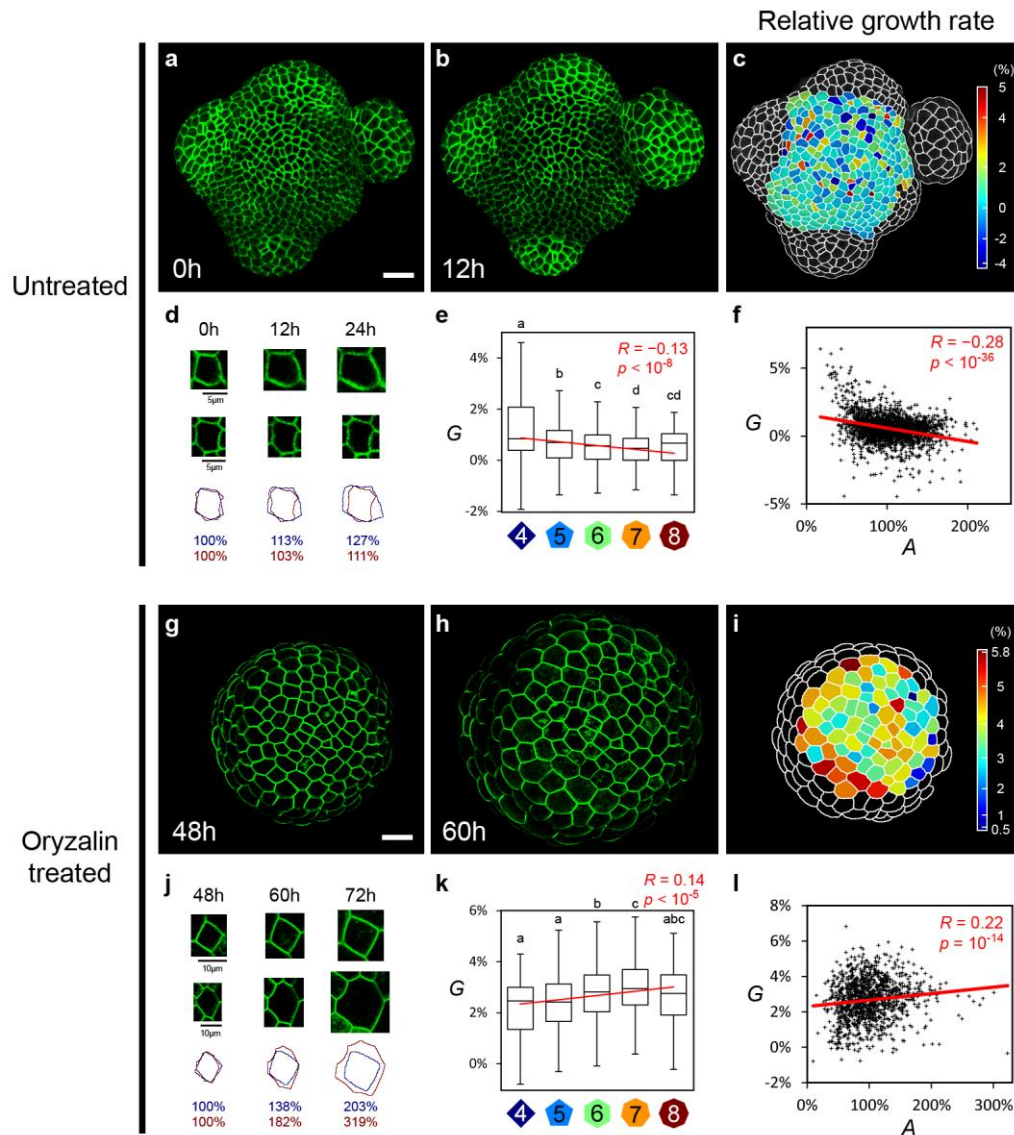 Relative growth rate
Untreated
a
0h
b
12h
c
(%)
5
4
2
0
-2
-4
d
0h 12h 24h
5µm
5µm
100% 113% 127%
100% 103% 111%
e
R = −0.13
p < 10-8
a
b
c
d
cd
G
4%
2%
0%
-2%
4 5 6 7 8
f
R = −0.28
p < 10-36
G
5%
0%
-5%
0% 100% 200%
A
Oryzalin
treated
g
48h
h
60h
i
(%)
5.8
5
4
3
2
1
0.5
j
48h 60h 72h
10µm
10µm
100% 138% 203%
100% 182% 319%
k
R = 0.14
p < 10-5
a
a
b
c
abc
G
6%
4%
2%
0%
4 5 6 7 8
l
R = 0.22
p = 10-14
G
8%
6%
4%
2%
0%
-2%
0% 100% 200% 300%
A